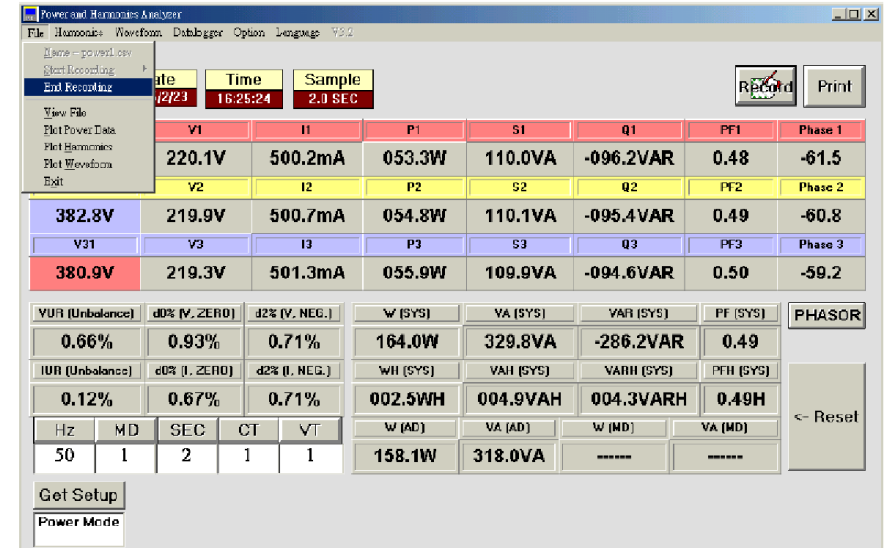 Power and Harmonics Analyzer
File Harmonics Waveform Datalogger Option Language V3.2
Name - power1.csv
Start Recording
End Recording
View File
Plot Power Data
Plot Harmonics
Plot Waveform
Exit
ate Time Sample
/2/23 16:25:24 2.0 SEC
Record Print
V1 I1 P1 S1 Q1 PF1 Phase 1
220.1V 500.2mA 053.3W 110.0VA -096.2VAR 0.48 -61.5
V2 I2 P2 S2 Q2 PF2 Phase 2
382.8V 219.9V 500.7mA 054.8W 110.1VA -095.4VAR 0.49 -60.8
V31 V3 I3 P3 S3 Q3 PF3 Phase 3
380.9V 219.3V 501.3mA 055.9W 109.9VA -094.6VAR 0.50 -59.2
VUR (Unbalance) d0% (V, ZERO) d2% (V, NEG.) W (SYS) VA (SYS) VAR (SYS) PF (SYS) PHASOR
0.66% 0.93% 0.71% 164.0W 329.8VA -286.2VAR 0.49
IUR (Unbalance) d0% (I, ZERO) d2% (I, NEG.) WH (SYS) VAH (SYS) VARH (SYS) PFH (SYS)
0.12% 0.67% 0.71% 002.5WH 004.9VAH 004.3VARH 0.49H
<- Reset
Hz MD SEC CT VT W (AD) VA (AD) W (MD) VA (MD)
50 1 2 1 1 158.1W 318.0VA ------ ------
Get Setup
Power Mode